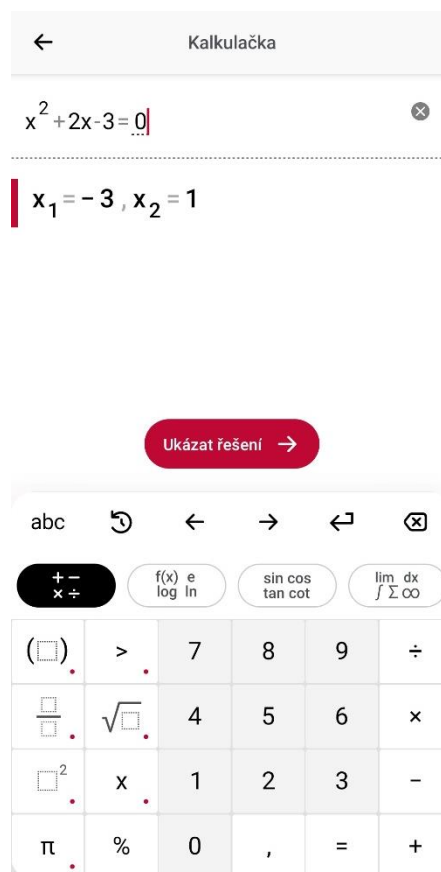 Kalkulačka
x²+2x-3=0
x₁=-3, x₂=1
Ukázat řešení →
abc
+ − × ÷
f(x) e log ln
sin cos tan cot
lim dx ∫ Σ ∞
(□) > 7 8 9 ÷
□/□ √□ 4 5 6 ×
□² x 1 2 3 −
π % 0 , = +